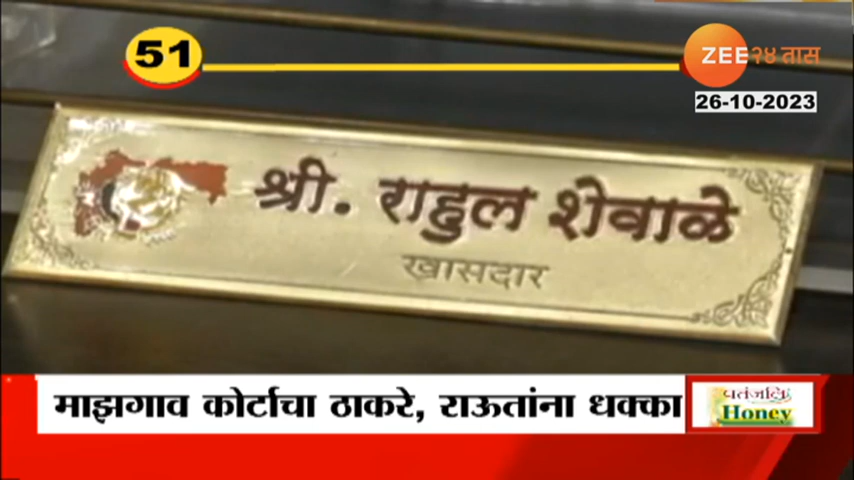 51
ZEE २४ तास
26-10-2023
श्री. राहुल शेवाळे
खासदार
माझगाव कोर्टाचा ठाकरे, राऊतांना धक्का
पतंजलि
Honey